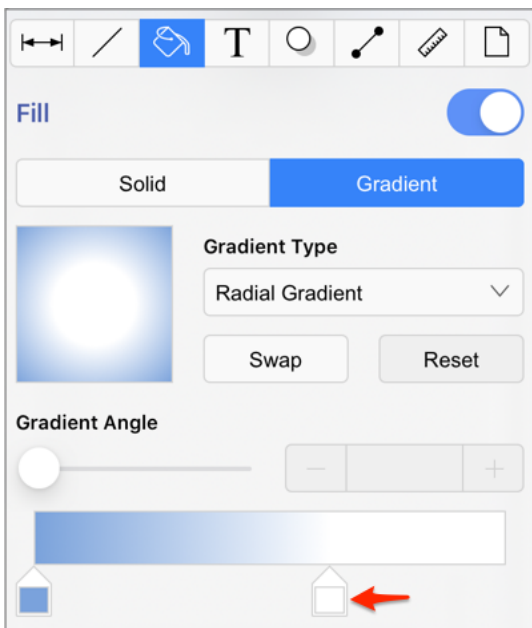 T
Fill
Solid Gradient
Gradient Type
Radial Gradient
Swap Reset
Gradient Angle